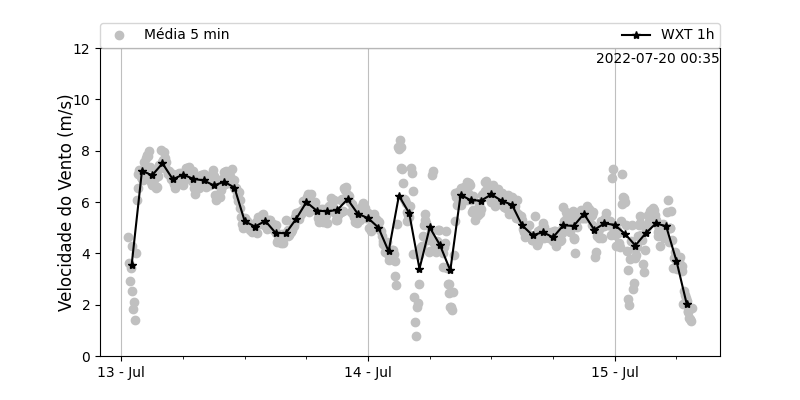 Média 5 min
WXT 1h
2022-07-20 00:35
Velocidade do Vento (m/s)
12
10
8
6
4
2
0
13 - Jul
14 - Jul
15 - Jul